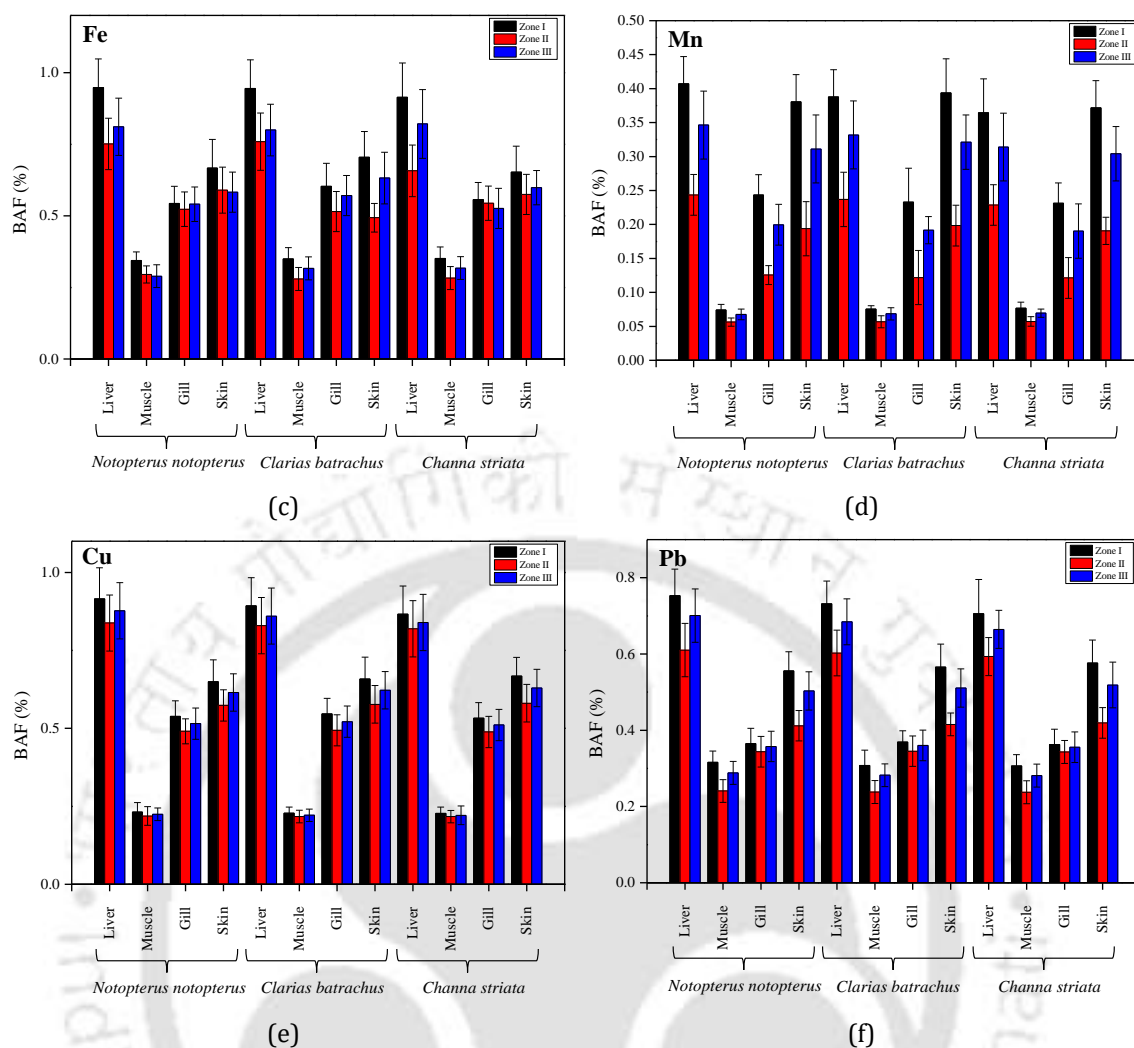 Fe
Zone I
Zone II
Zone III
1.0
0.5
0.0
BAF (%)
Liver
Muscle
Gill
Skin
Liver
Muscle
Gill
Skin
Liver
Muscle
Gill
Skin
Notopterus notopterus
Clarias batrachus
Channa striata
(c)
Mn
Zone I
Zone II
Zone III
0.50
0.45
0.40
0.35
0.30
0.25
0.20
0.15
0.10
0.05
0.00
BAF (%)
Liver
Muscle
Gill
Skin
Liver
Muscle
Gill
Skin
Liver
Muscle
Gill
Skin
Notopterus notopterus
Clarias batrachus
Channa striata
(d)
Cu
Zone I
Zone II
Zone III
1.0
0.5
0.0
BAF (%)
Liver
Muscle
Gill
Skin
Liver
Muscle
Gill
Skin
Liver
Muscle
Gill
Skin
Notopterus notopterus
Clarias batrachus
Channa striata
(e)
Pb
Zone I
Zone II
Zone III
0.8
0.6
0.4
0.2
0.0
BAF (%)
Liver
Muscle
Gill
Skin
Liver
Muscle
Gill
Skin
Liver
Muscle
Gill
Skin
Notopterus notopterus
Clarias batrachus
Channa striata
(f)